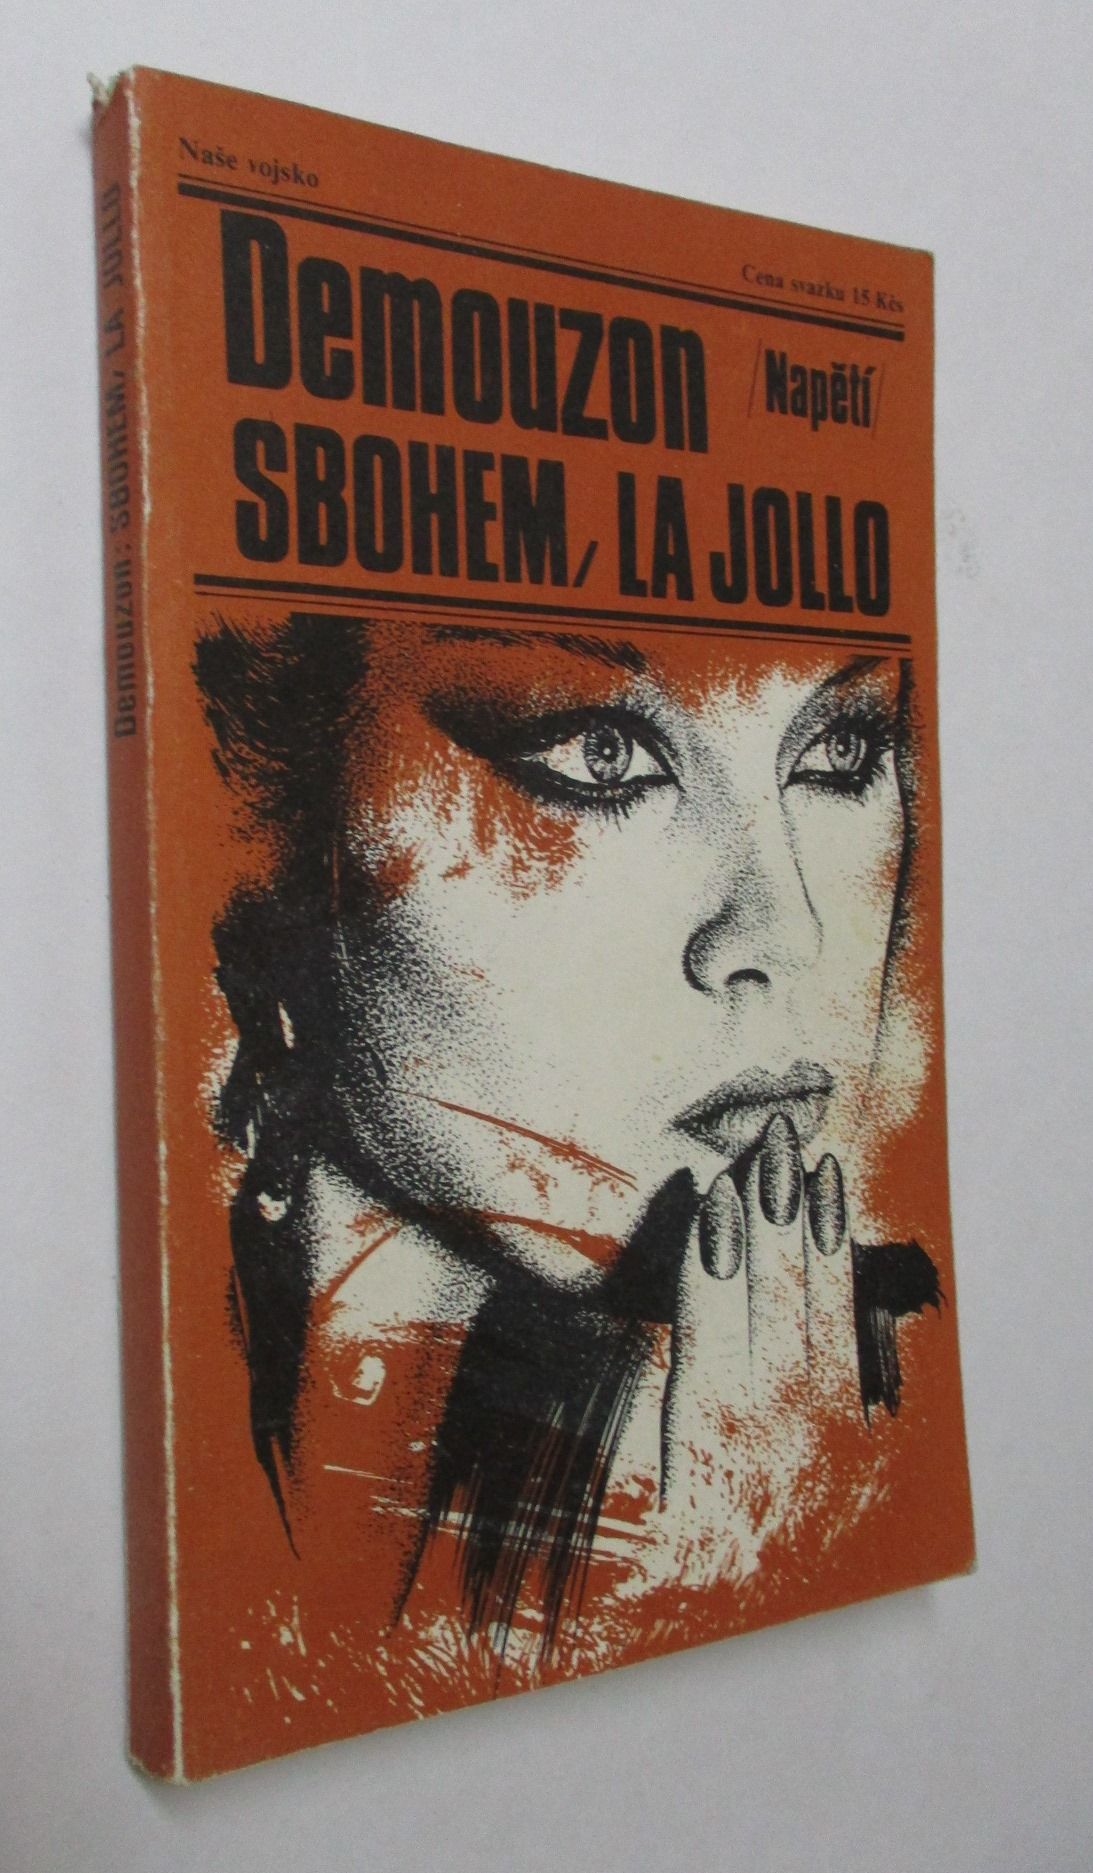 Naše vojsko
Cena svazku 15 Kčs
Demouzon
/Napětí/
SBOHEM, LA JOLLO
Demouzon: SBOHEM, LA JOLLO